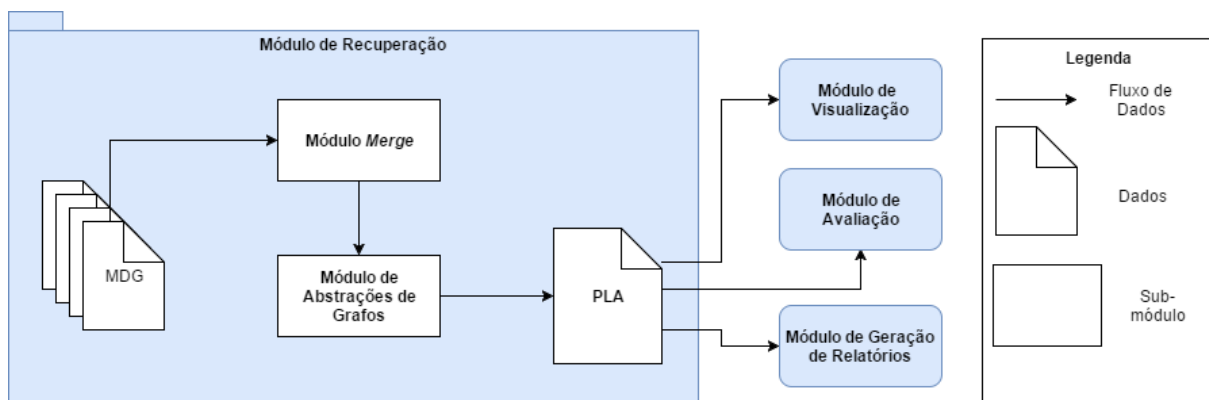 Módulo de Recuperação
Módulo Merge
MDG
Módulo de
Abstrações de
Grafos
PLA
Módulo de
Visualização
Módulo de
Avaliação
Módulo de Geração
de Relatórios
Legenda
Fluxo de
Dados
Dados
Sub-
módulo